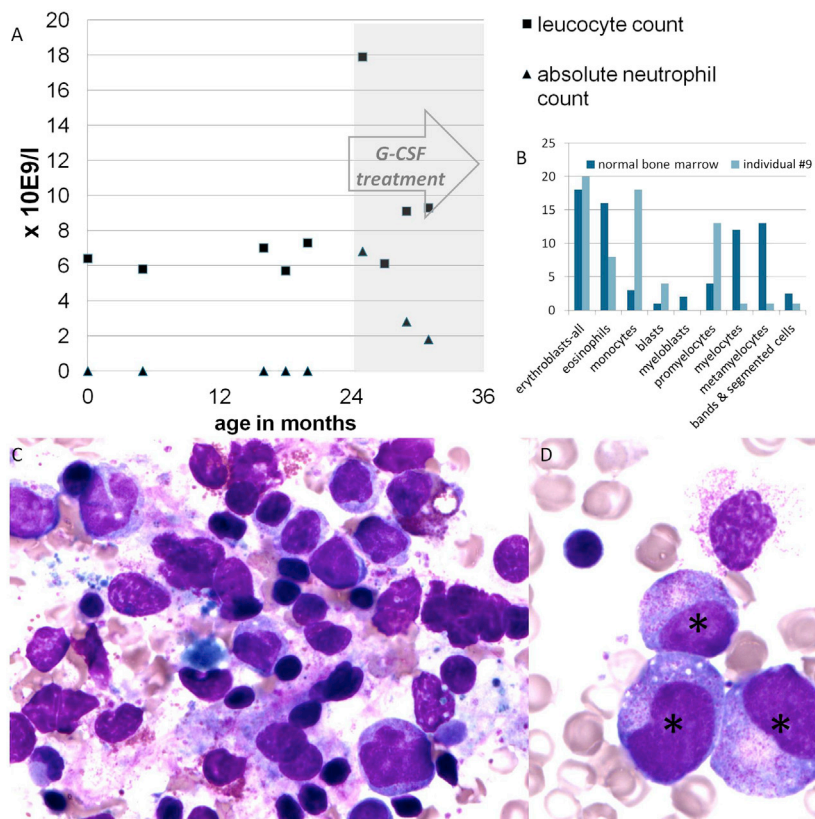 A
20
18
16
14
12
10
8
6
4
2
0
x 10E9/l
0 12 24 36
age in months
G-CSF
treatment
leucocyte count
absolute neutrophil
count
B
normal bone marrow individual #9
25
20
15
10
5
0
erythroblasts-all
eosinophils
monocytes
blasts
myeloblasts
promyelocytes
myelocytes
metamyelocytes
bands & segmented cells
C
D
*
*
*